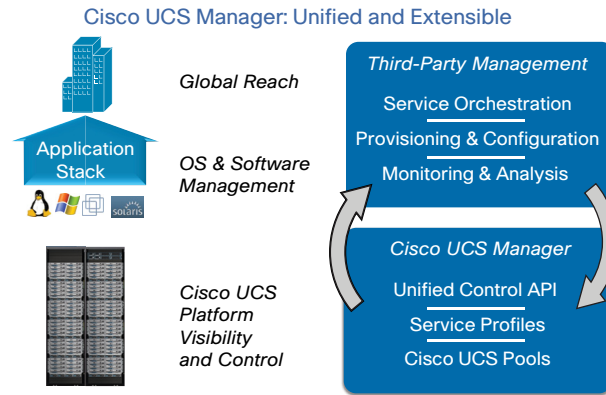 Cisco UCS Manager: Unified and Extensible
Global Reach
Application
Stack
OS & Software
Management
solaris
Cisco UCS
Platform
Visibility
and Control
Third-Party Management
Service Orchestration
Provisioning & Configuration
Monitoring & Analysis
Cisco UCS Manager
Unified Control API
Service Profiles
Cisco UCS Pools